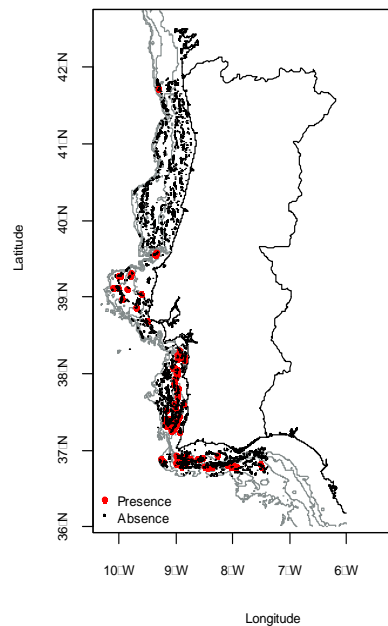 Latitude
42□N
41□N
40□N
39□N
38□N
37□N
36□N
Presence
Absence
10□W
9□W
8□W
7□W
6□W
Longitude